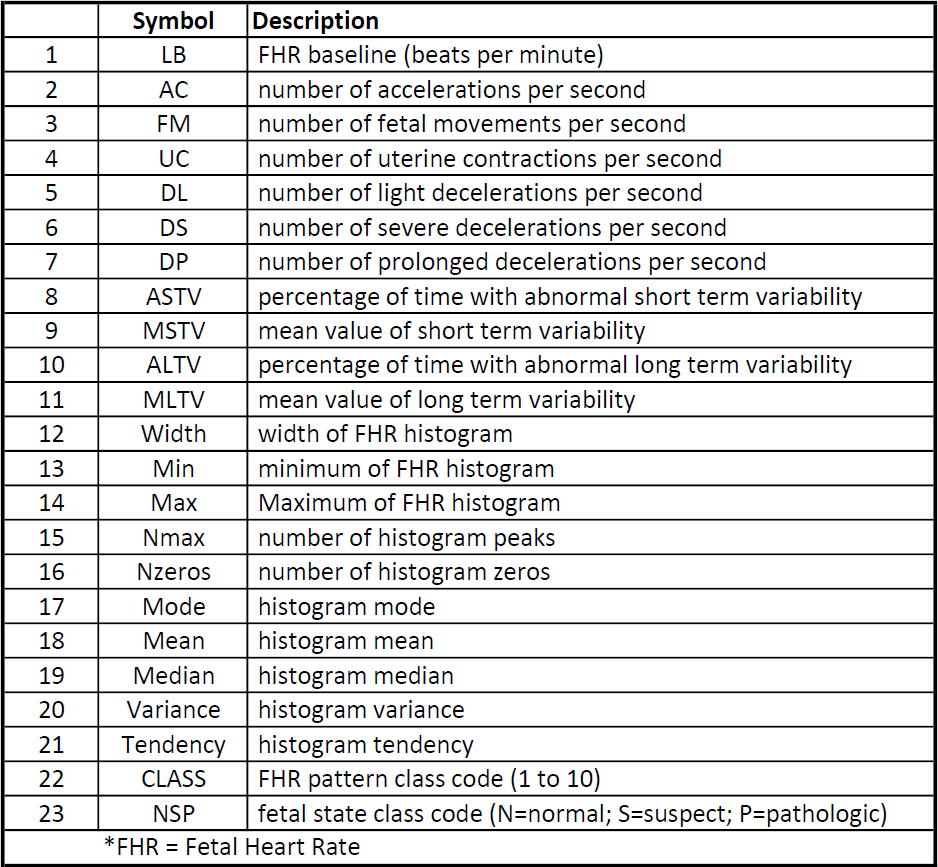 Symbol Description
1 LB FHR baseline (beats per minute)
2 AC number of accelerations per second
3 FM number of fetal movements per second
4 UC number of uterine contractions per second
5 DL number of light decelerations per second
6 DS number of severe decelerations per second
7 DP number of prolonged decelerations per second
8 ASTV percentage of time with abnormal short term variability
9 MSTV mean value of short term variability
10 ALTV percentage of time with abnormal long term variability
11 MLTV mean value of long term variability
12 Width width of FHR histogram
13 Min minimum of FHR histogram
14 Max Maximum of FHR histogram
15 Nmax number of histogram peaks
16 Nzeros number of histogram zeros
17 Mode histogram mode
18 Mean histogram mean
19 Median histogram median
20 Variance histogram variance
21 Tendency histogram tendency
22 CLASS FHR pattern class code (1 to 10)
23 NSP fetal state class code (N=normal; S=suspect; P=pathologic)
*FHR = Fetal Heart Rate